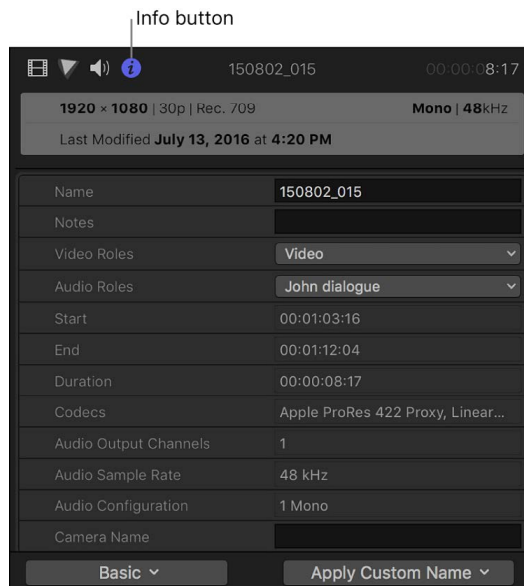 Info button
150802_015 00:00:08:17
1920 × 1080 | 30p | Rec. 709 Mono | 48kHz
Last Modified July 13, 2016 at 4:20 PM
Name 150802_015
Notes
Video Roles Video
Audio Roles John dialogue
Start 00:01:03:16
End 00:01:12:04
Duration 00:00:08:17
Codecs Apple ProRes 422 Proxy, Linear...
Audio Output Channels 1
Audio Sample Rate 48 kHz
Audio Configuration 1 Mono
Camera Name
Basic Apply Custom Name